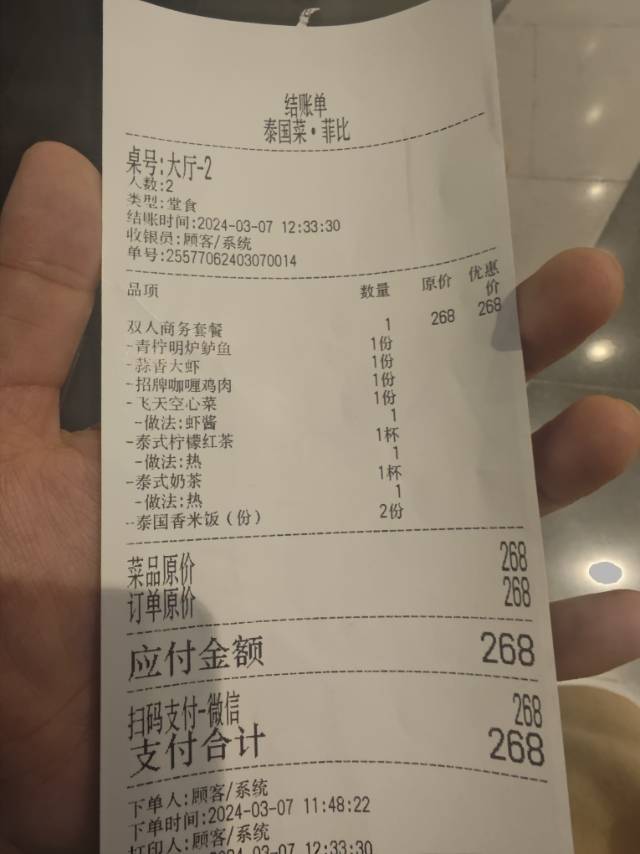 结账单
泰国菜·菲比
桌号:大厅-2
人数:2
类型:堂食
结账时间:2024-03-07 12:33:30
收银员:顾客/系统
单号:25577062403070014
品项 数量 原价 优惠价
双人商务套餐 1 268 268
-青柠明炉鲈鱼 1份
-蒜香大虾 1份
-招牌咖喱鸡肉 1份
-飞天空心菜 1份
-做法:虾酱 1
-泰式柠檬红茶 1杯
-做法:热 1
-泰式奶茶 1杯
-做法:热 1
-泰国香米饭(份) 2份
菜品原价 268
订单原价 268
应付金额 268
扫码支付-微信 268
支付合计 268
下单人:顾客/系统
下单时间:2024-03-07 11:48:22
打印人:顾客/系统
2024-03-07 12:33:30